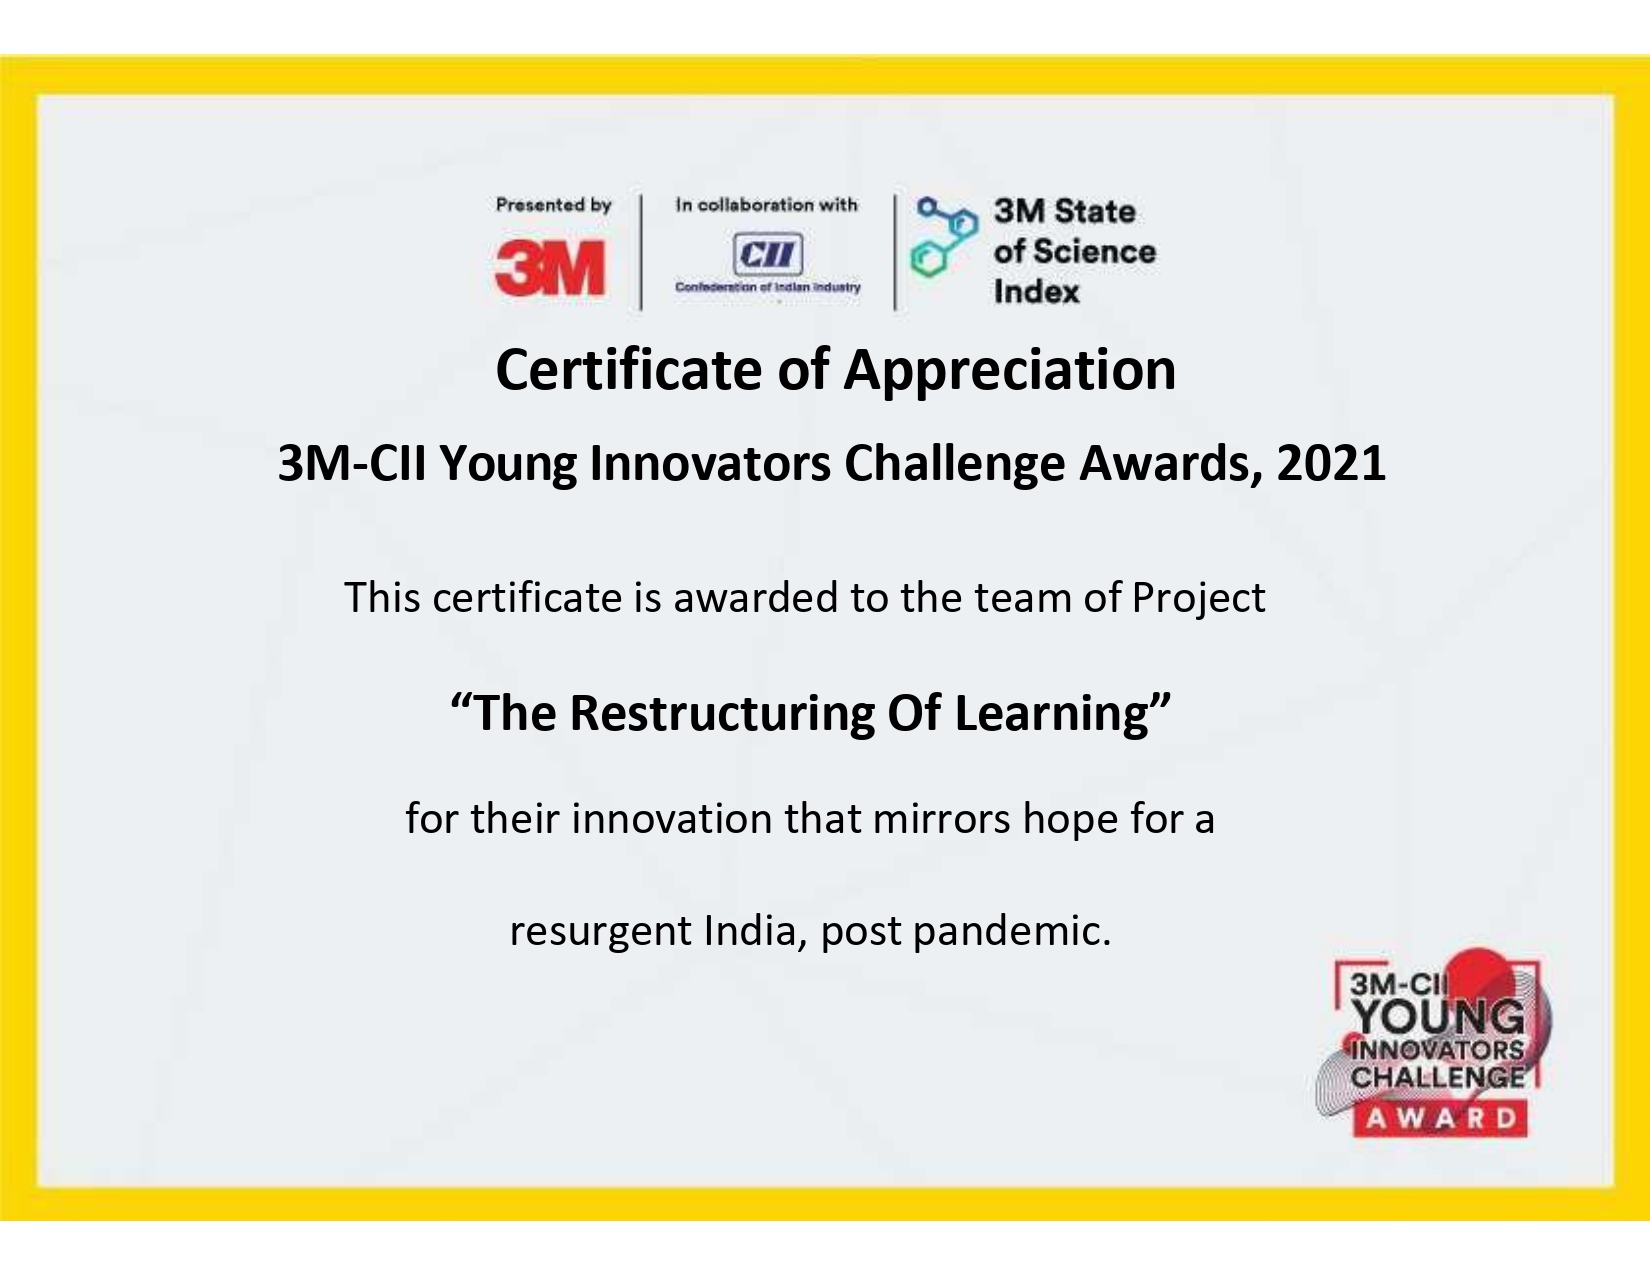 Presented by
3M
In collaboration with
CII
Confederation of Indian Industry
3M State
of Science
Index
Certificate of Appreciation
3M-CII Young Innovators Challenge Awards, 2021
This certificate is awarded to the team of Project
“The Restructuring Of Learning”
for their innovation that mirrors hope for a
resurgent India, post pandemic.
3M-CII
YOUNG
INNOVATORS
CHALLENGE
AWARD